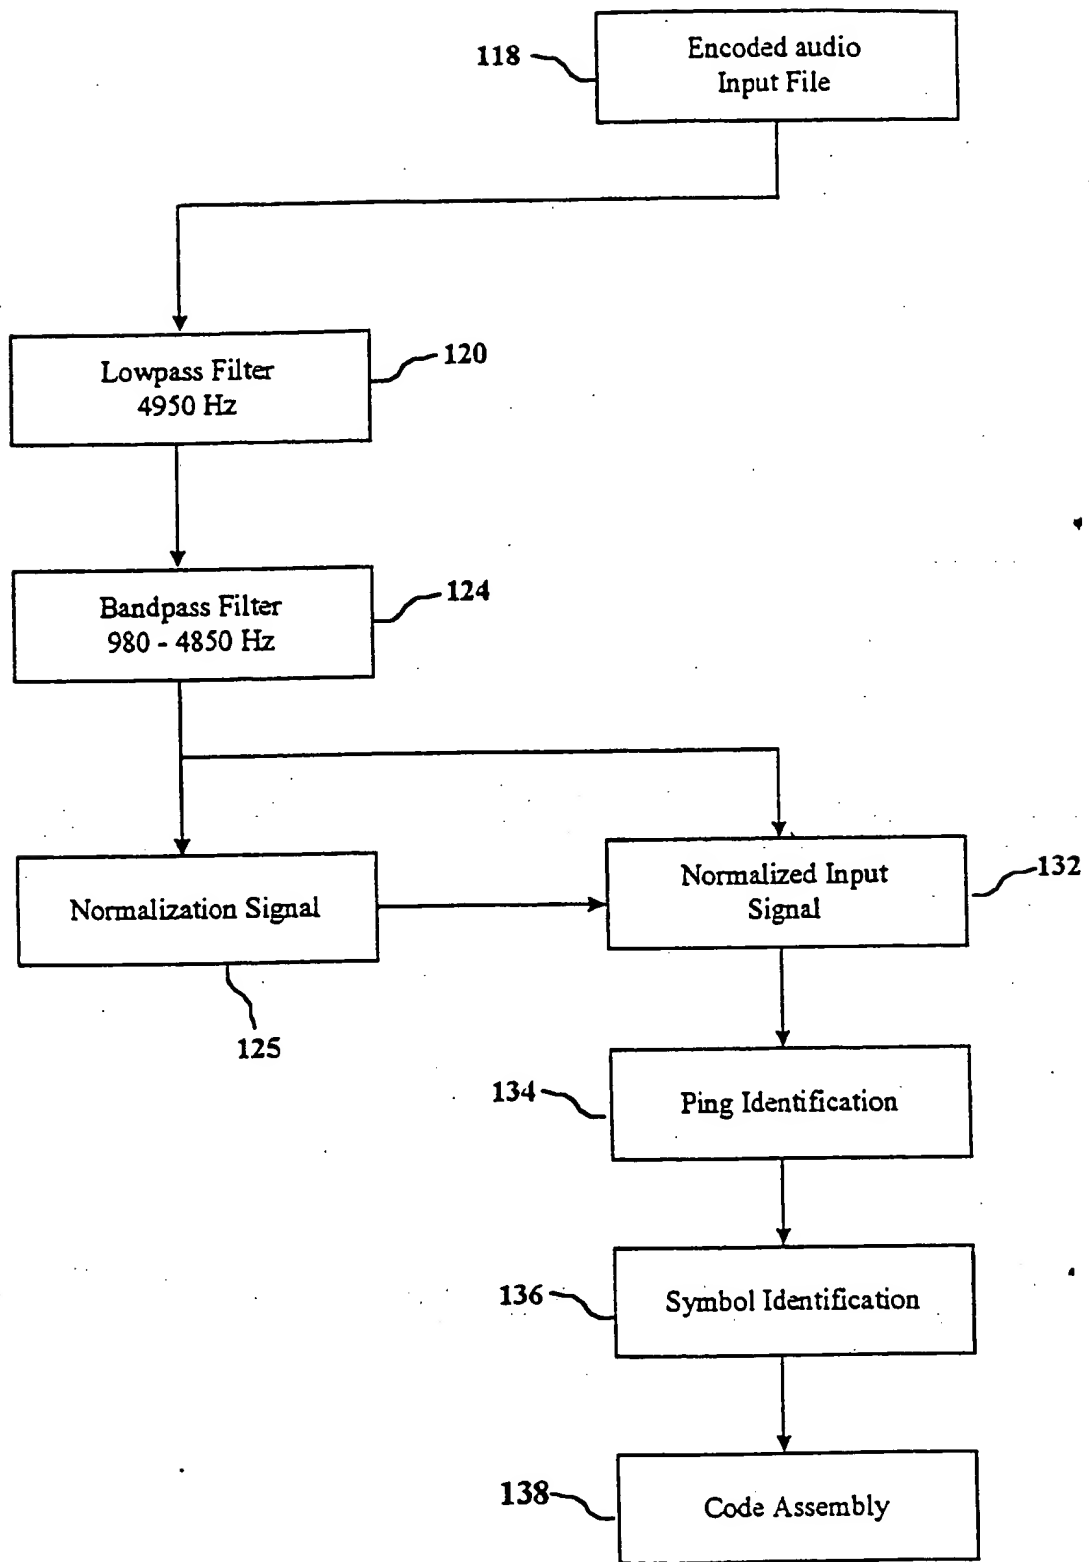 118
Encoded audio
Input File
Lowpass Filter
4950 Hz
120
Bandpass Filter
980 - 4850 Hz
124
Normalization Signal
125
Normalized Input
Signal
132
134
Ping Identification
136
Symbol Identification
138
Code Assembly